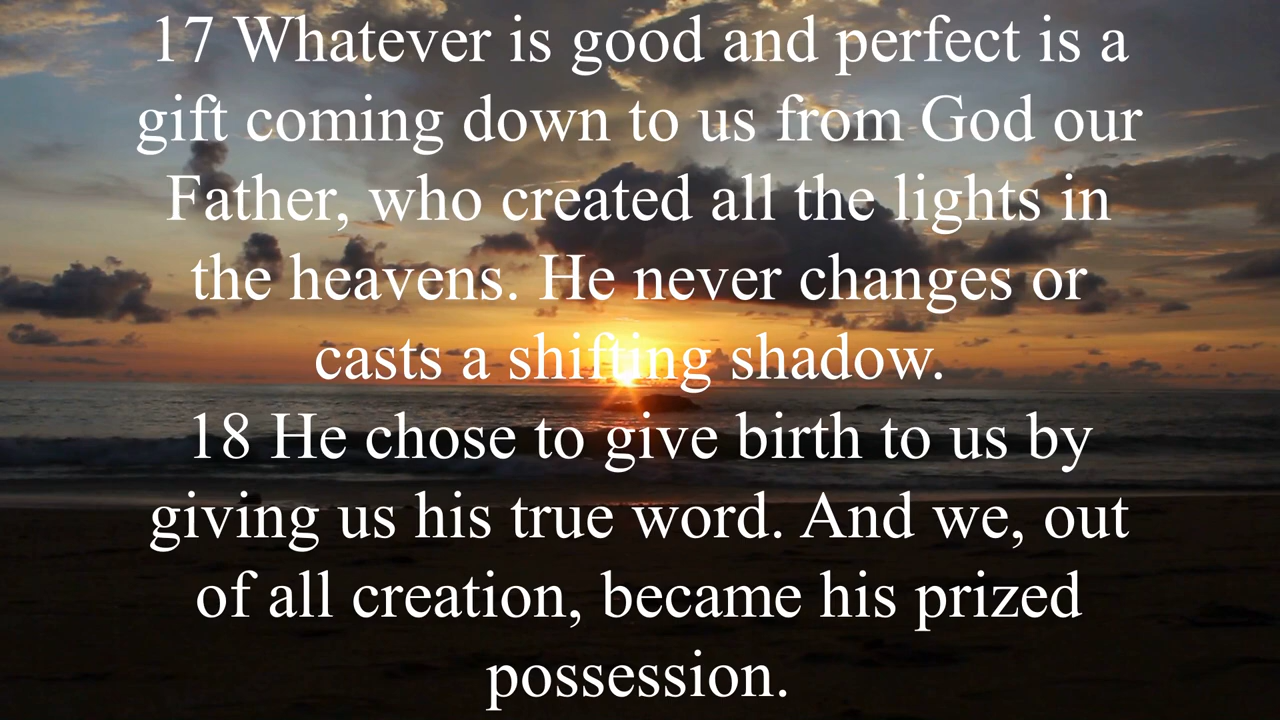 17 Whatever is good and perfect is a
gift coming down to us from God our
Father, who created all the lights in
the heavens. He never changes or
casts a shifting shadow.
18 He chose to give birth to us by
giving us his true word. And we, out
of all creation, became his prized
possession.